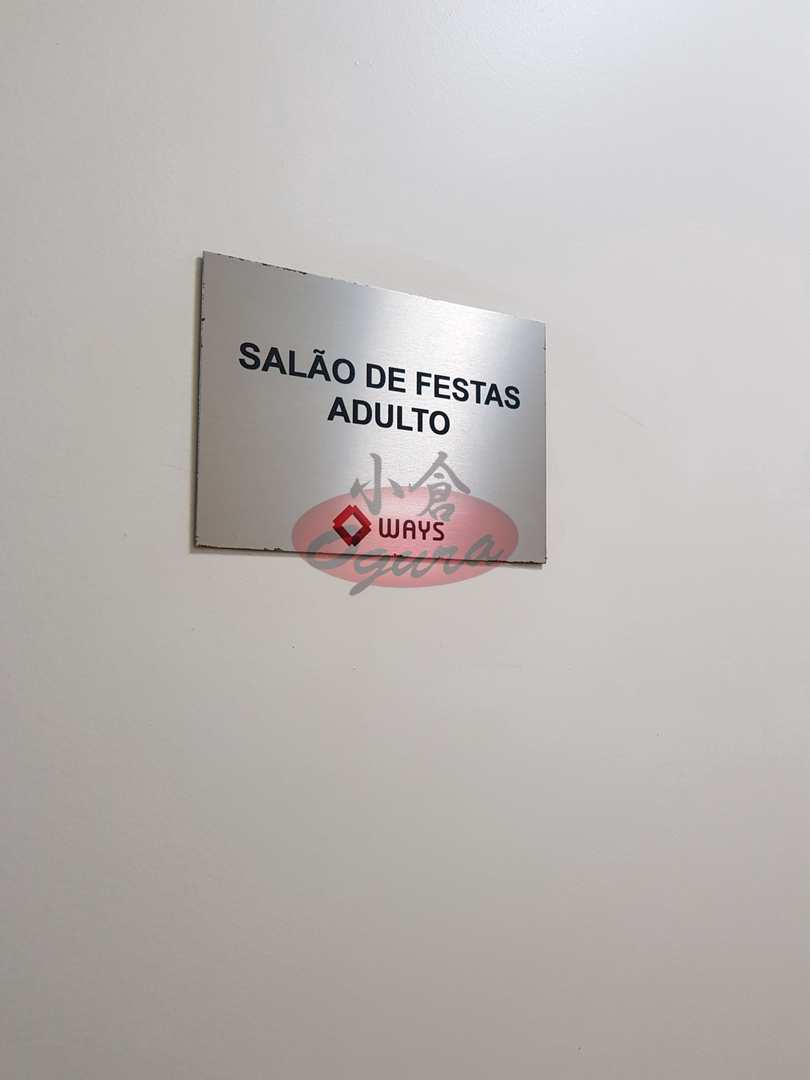 SALÃO DE FESTAS
ADULTO
小倉
WAYS
Ogura